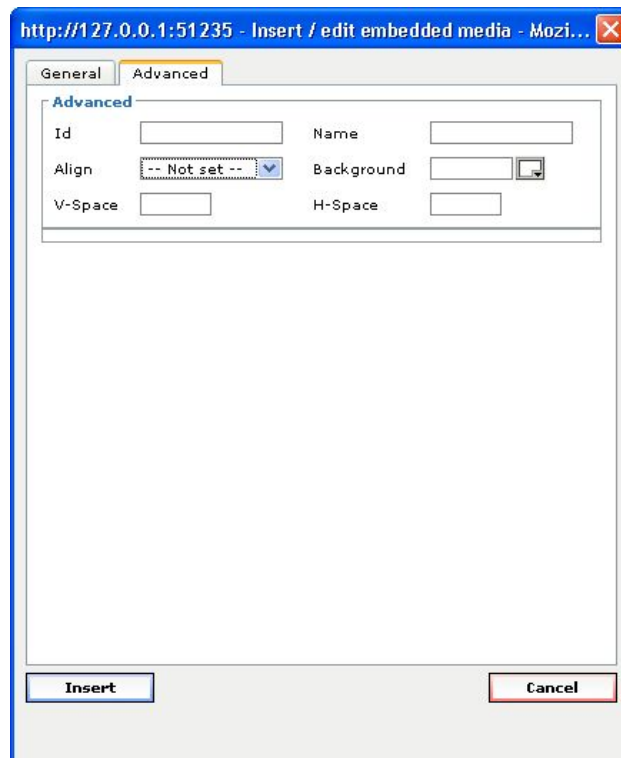 http://127.0.0.1:51235 - Insert / edit embedded media - Mozi...
General Advanced
Advanced
Id Name
Align -- Not set -- Background
V-Space H-Space
Insert Cancel